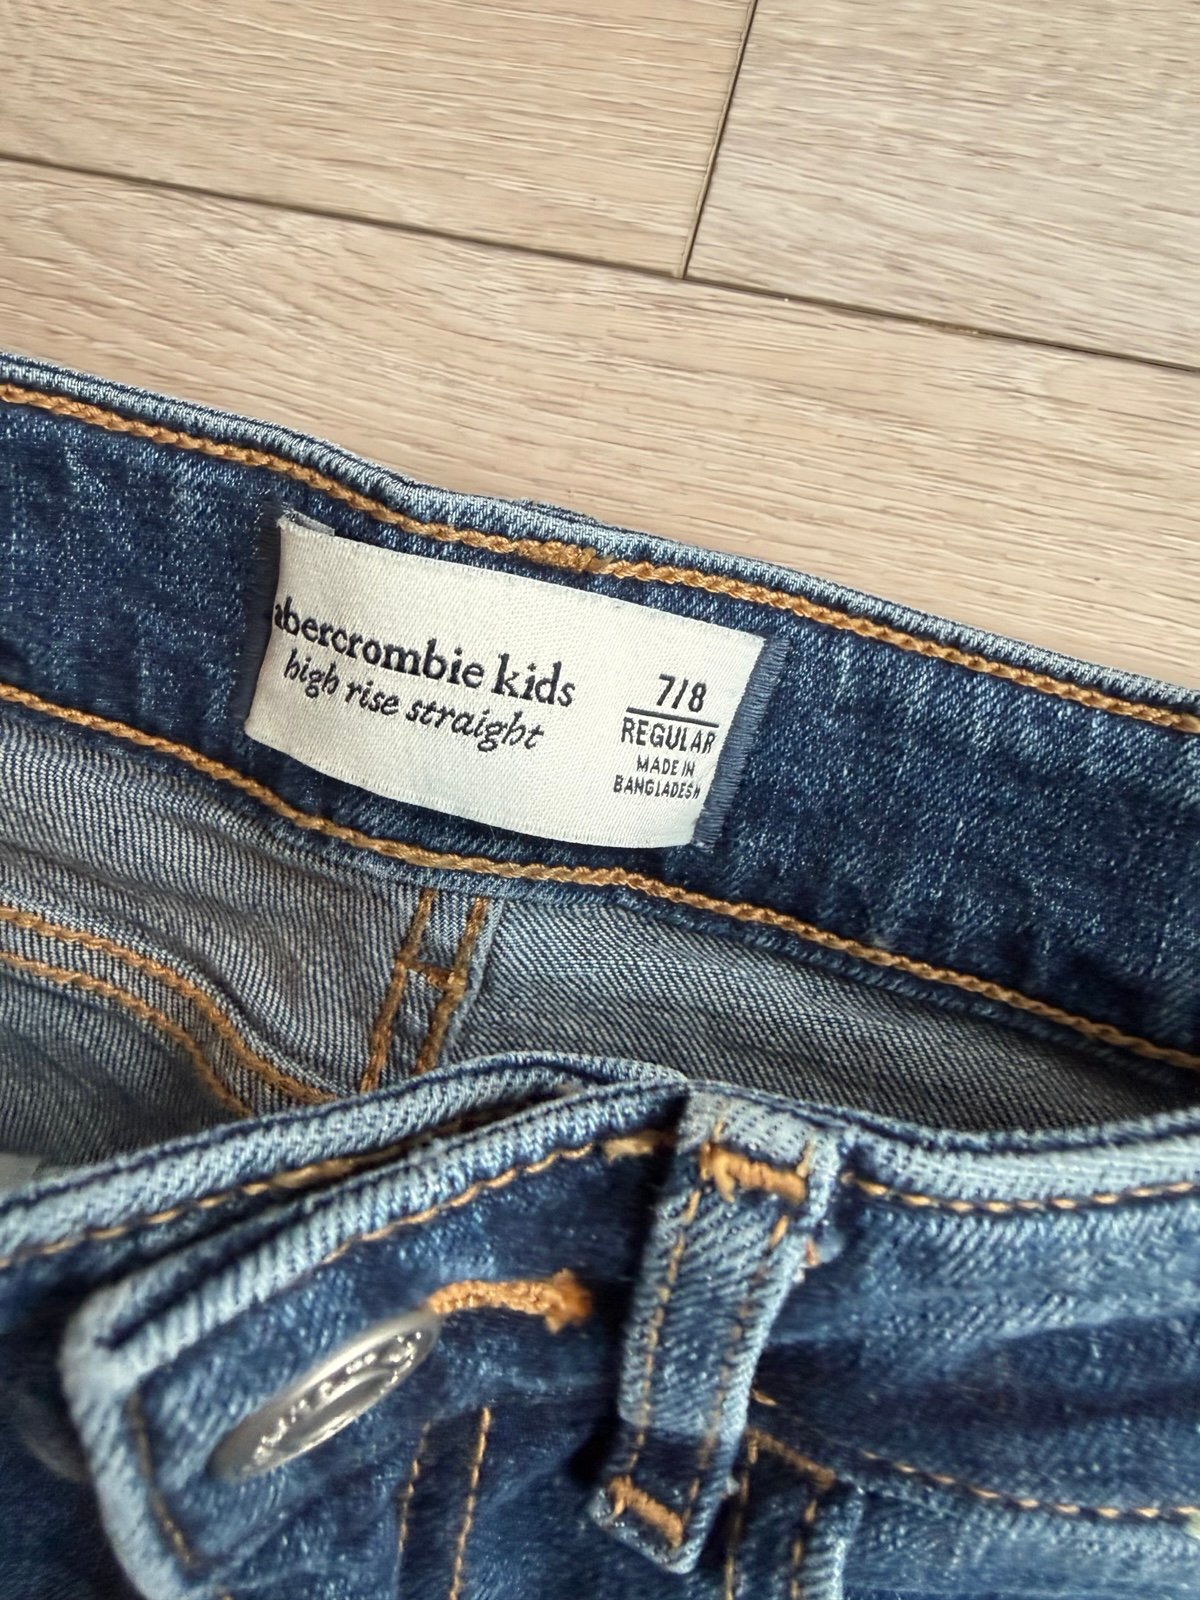 abercrombie kids
high rise straight
7/8
REGULAR
MADE IN
BANGLADESH